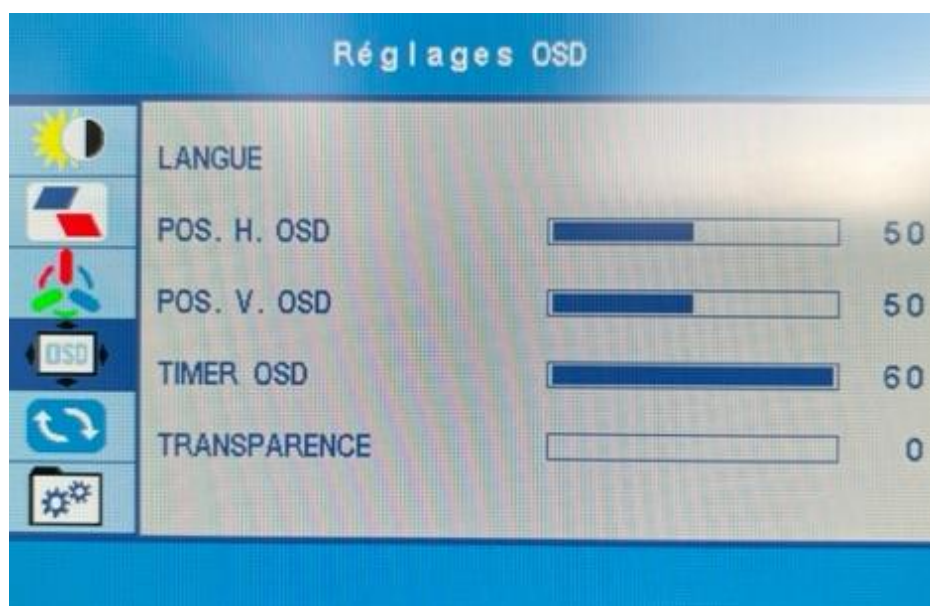 Réglages OSD
LANGUE
POS. H. OSD 50
POS. V. OSD 50
OSD
TIMER OSD 60
TRANSPARENCE 0